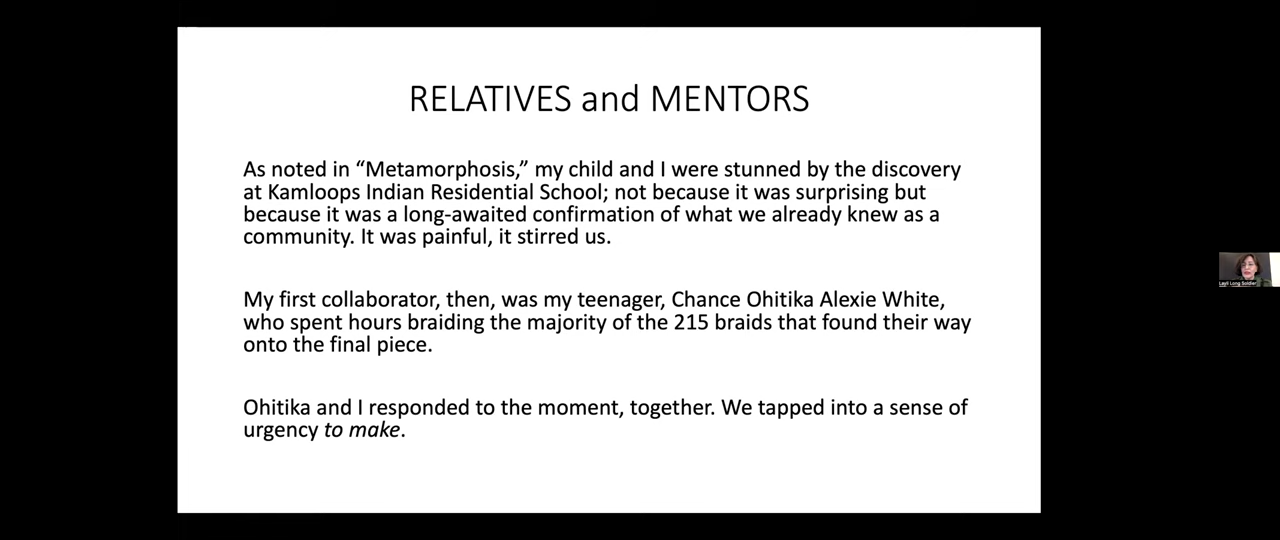 RELATIVES and MENTORS
As noted in “Metamorphosis,” my child and I were stunned by the discovery
at Kamloops Indian Residential School; not because it was surprising but
because it was a long-awaited confirmation of what we already knew as a
community. It was painful, it stirred us.
My first collaborator, then, was my teenager, Chance Ohitika Alexie White,
who spent hours braiding the majority of the 215 braids that found their way
onto the final piece.
Ohitika and I responded to the moment, together. We tapped into a sense of
urgency to make.
Layli Long Soldier